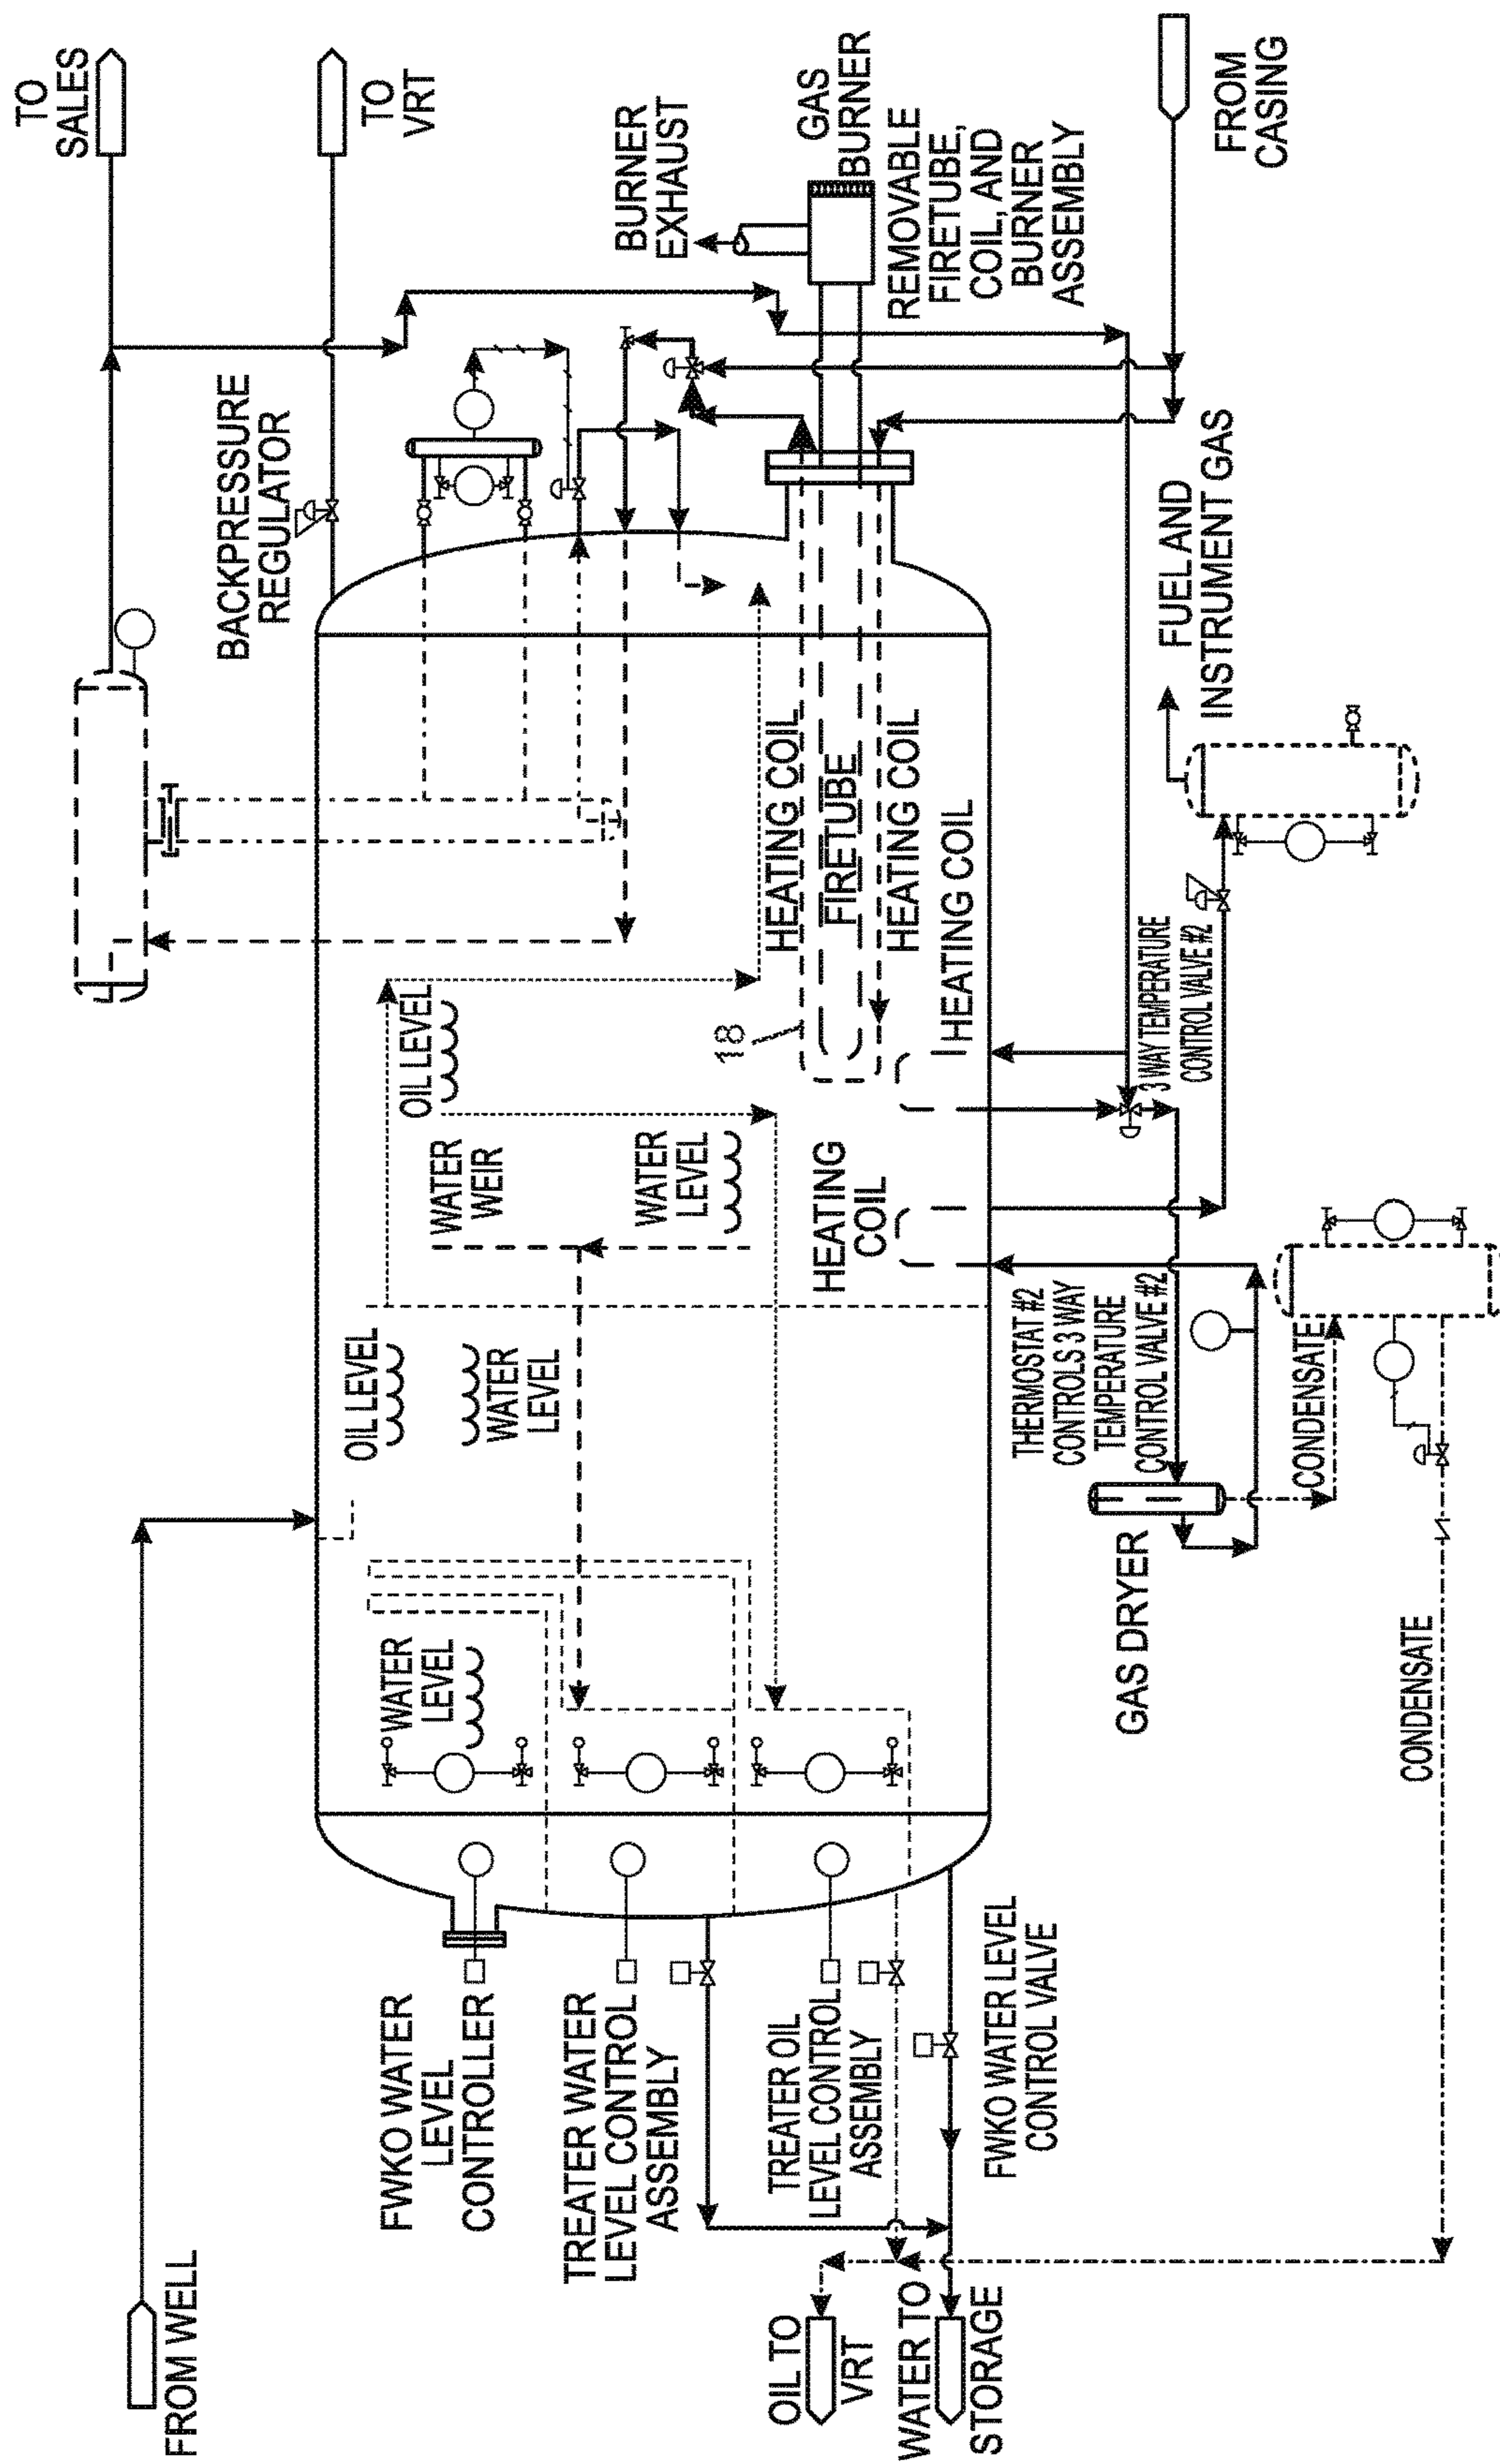 FROM WELL
TO
SALES
TO
VRT
BACKPRESSURE
REGULATOR
BURNER
EXHAUST
GAS
BURNER
REMOVABLE
FIRETUBE,
COIL, AND
BURNER
ASSEMBLY
FROM
CASING
FWKO WATER
LEVEL
CONTROLLER
TREATER WATER
LEVEL CONTROL
ASSEMBLY
TREATER OIL
LEVEL CONTROL
ASSEMBLY
FWKO WATER LEVEL
CONTROL VALVE
OIL TO
VRT
WATER TO
STORAGE
WATER
LEVEL
OIL LEVEL
WATER
LEVEL
OIL LEVEL
WATER
WEIR
WATER
LEVEL
18
HEATING COIL
FIRETUBE
HEATING COIL
HEATING COIL
HEATING
COIL
3 WAY TEMPERATURE
CONTROL VALVE #2
THERMOSTAT #2
CONTROLS 3 WAY
TEMPERATURE
CONTROL VALVE #2
FUEL AND
INSTRUMENT GAS
GAS DRYER
CONDENSATE
CONDENSATE